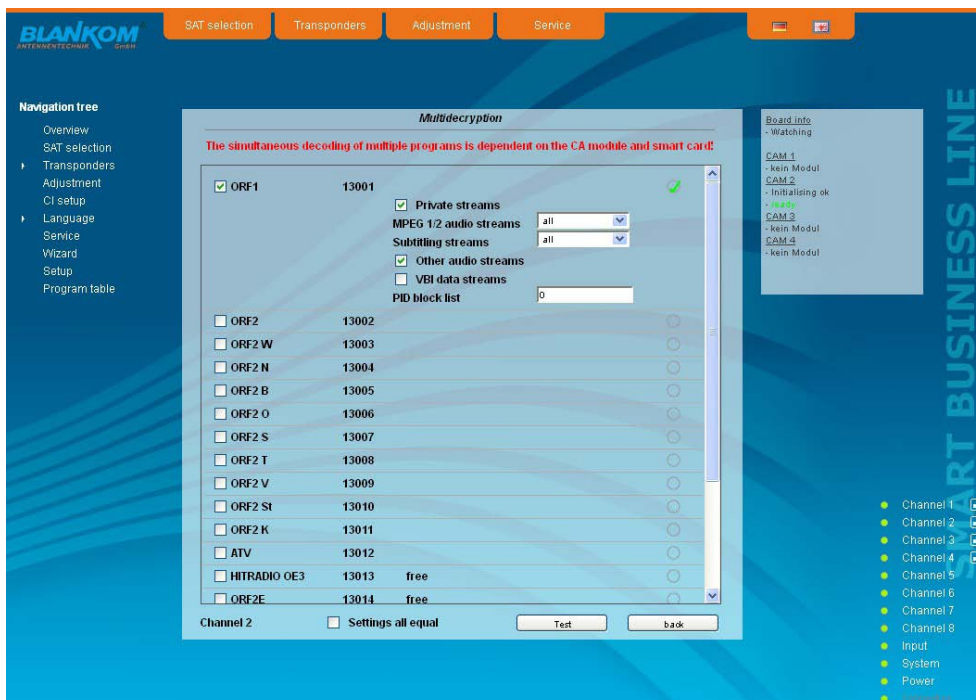 BLANKOM
ANTENNENTECHNIK GmbH
SAT selection Transponders Adjustment Service
Navigation tree
Overview
SAT selection
Transponders
Adjustment
CI setup
Language
Service
Wizard
Setup
Program table
Multidecryption
The simultaneous decoding of multiple programs is dependent on the CA module and smart card!
ORF1 13001
Private streams
MPEG 1/2 audio streams all
Subtitling streams all
Other audio streams
VBI data streams
PID block list 0
ORF2 13002
ORF2 W 13003
ORF2 N 13004
ORF2 B 13005
ORF2 O 13006
ORF2 S 13007
ORF2 T 13008
ORF2 V 13009
ORF2 St 13010
ORF2 K 13011
ATV 13012
HITRADIO OE3 13013 free
ORF2E 13014 free
Channel 2 Settings all equal Test back
Board info
- Watching
CAM 1
- kein Modul
CAM 2
- Initialising ok
- ready
CAM 3
- kein Modul
CAM 4
- kein Modul
SMART BUSINESS LINE
Channel 1
Channel 2
Channel 3
Channel 4
Channel 5
Channel 6
Channel 7
Channel 8
Input
System
Power